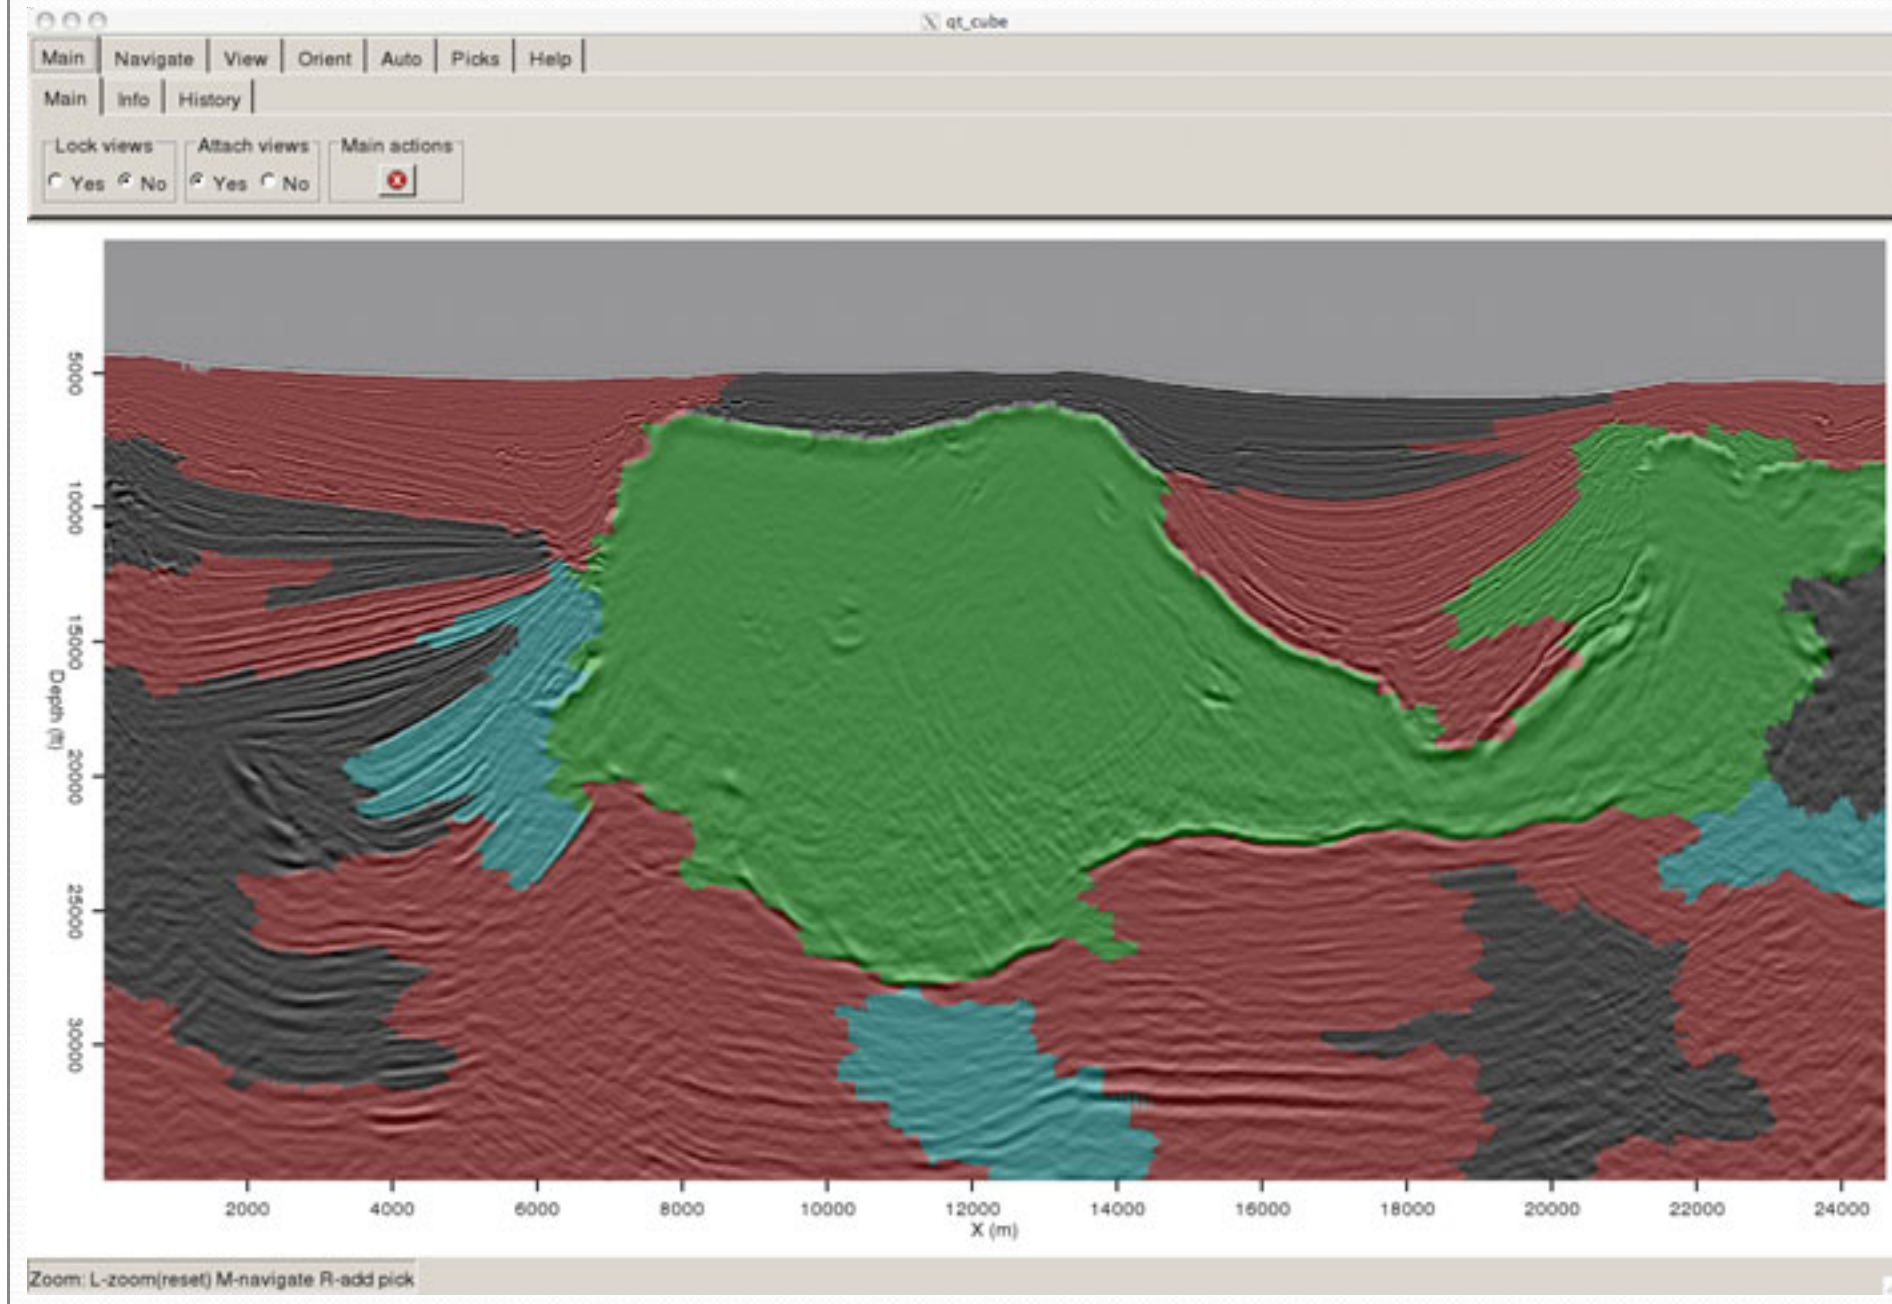 qt_cube
Main Navigate View Orient Auto Picks Help
Main Info History
Lock views Attach views Main actions
Yes No Yes No
5000
10000
15000
20000
25000
30000
Depth (ft)
2000 4000 6000 8000 10000 12000 14000 16000 18000 20000 22000 24000
X (m)
Zoom: L-zoom(reset) M-navigate R-add pick